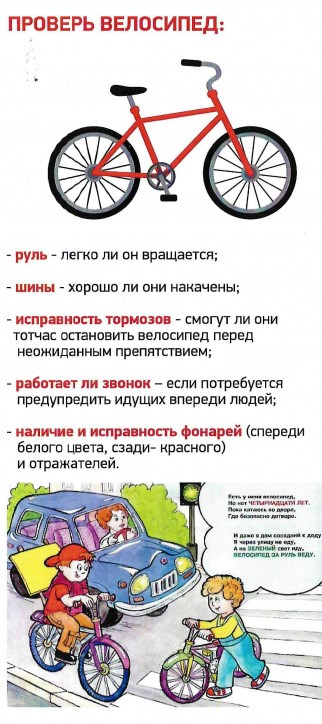 ПРОВЕРЬ ВЕЛОСИПЕД:
- руль - легко ли он вращается;
- шины - хорошо ли они накачены;
- исправность тормозов - смогут ли они
тотчас остановить велосипед перед
неожиданным препятствием;
- работает ли звонок – если потребуется
предупредить идущих впереди людей;
- наличие и исправность фонарей (спереди
белого цвета, сзади- красного)
и отражателей.
Есть у меня велосипед,
Но нет ЧЕТЫРНАДЦАТИ ЛЕТ.
Пока катаюсь во дворе,
Где безопасно детворе.
И даже в дом соседний к деду
Я через улицу не еду,
А на ЗЕЛЕНЫЙ свет иду,
ВЕЛОСИПЕД ЗА РУЛЬ ВЕДУ.